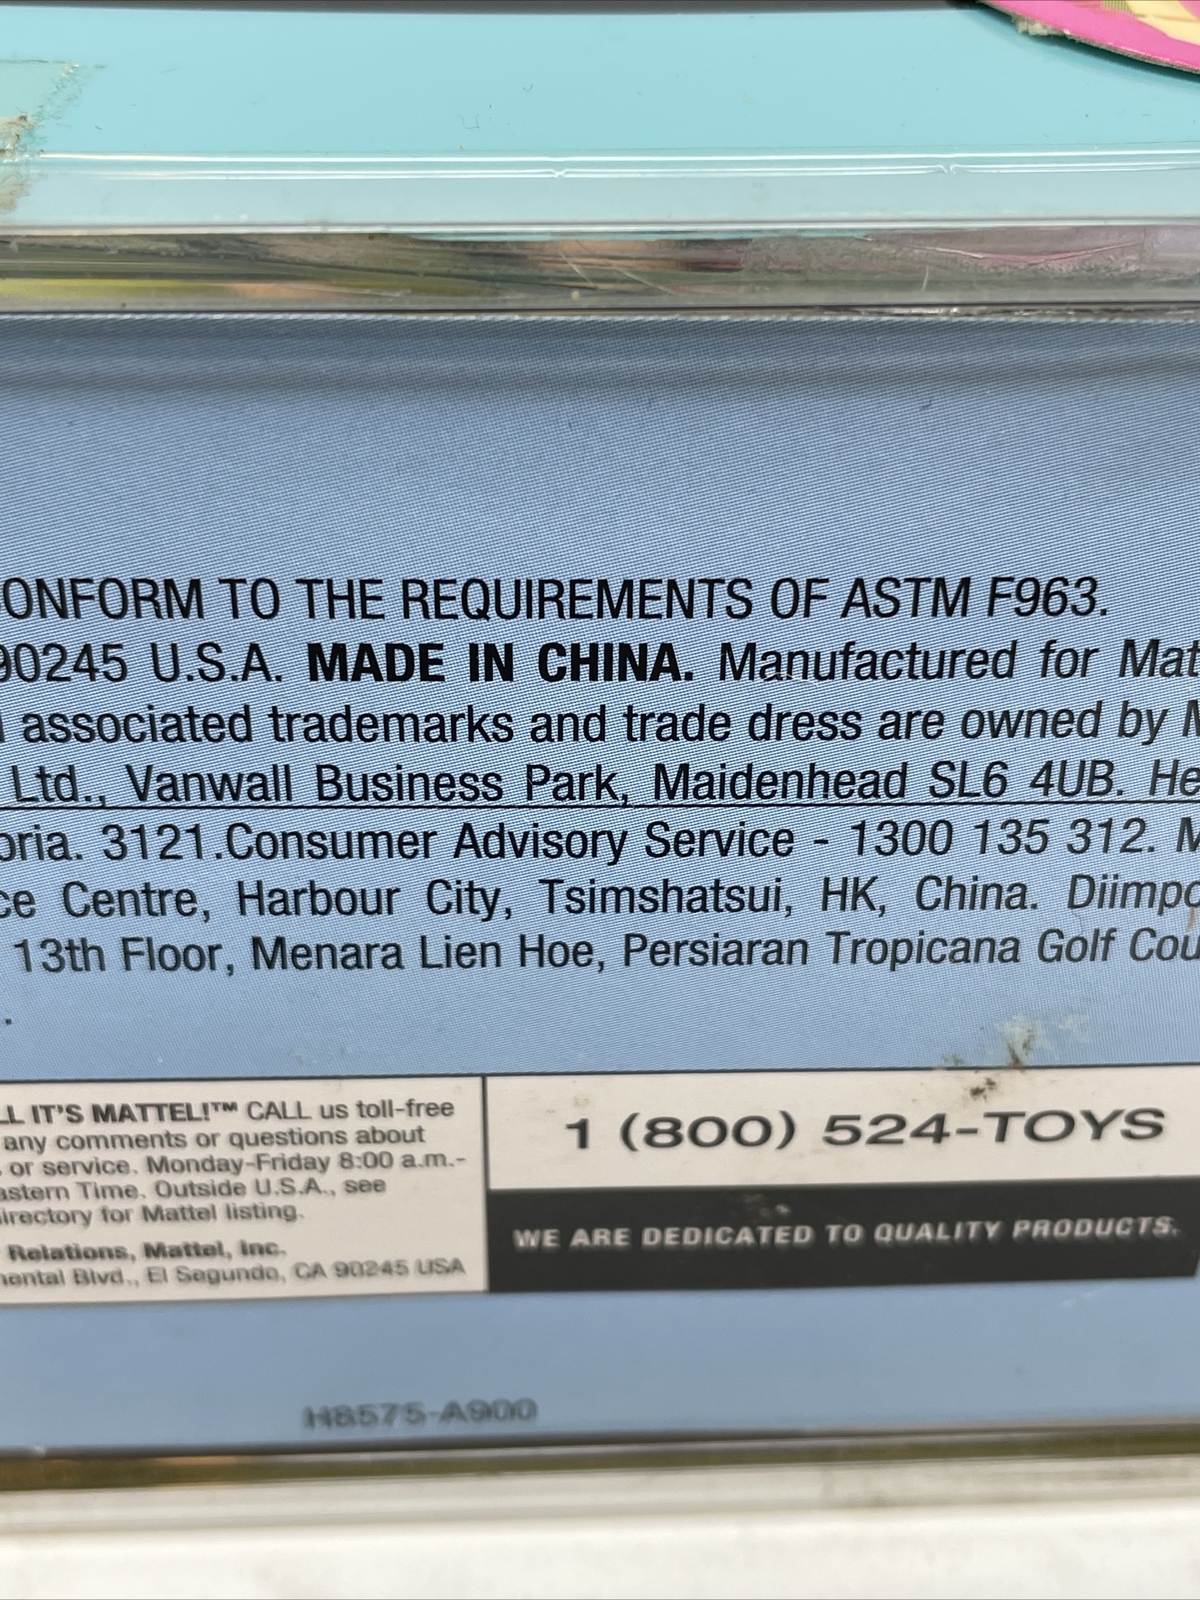 ONFORM TO THE REQUIREMENTS OF ASTM F963.
90245 U.S.A. MADE IN CHINA. Manufactured for Mat
associated trademarks and trade dress are owned by M
Ltd., Vanwall Business Park, Maidenhead SL6 4UB. He
oria. 3121.Consumer Advisory Service - 1300 135 312. M
ce Centre, Harbour City, Tsimshatsui, HK, China. Diimpo
13th Floor, Menara Lien Hoe, Persiaran Tropicana Golf Cou
.
LL IT'S MATTEL!™ CALL us toll-free
any comments or questions about
, or service. Monday-Friday 8:00 a.m.-
astern Time. Outside U.S.A., see
irectory for Mattel listing.
Relations, Mattel, Inc.
nental Blvd., El Segundo, CA 90245 USA
1 (800) 524-TOYS
WE ARE DEDICATED TO QUALITY PRODUCTS.
H8575-A900